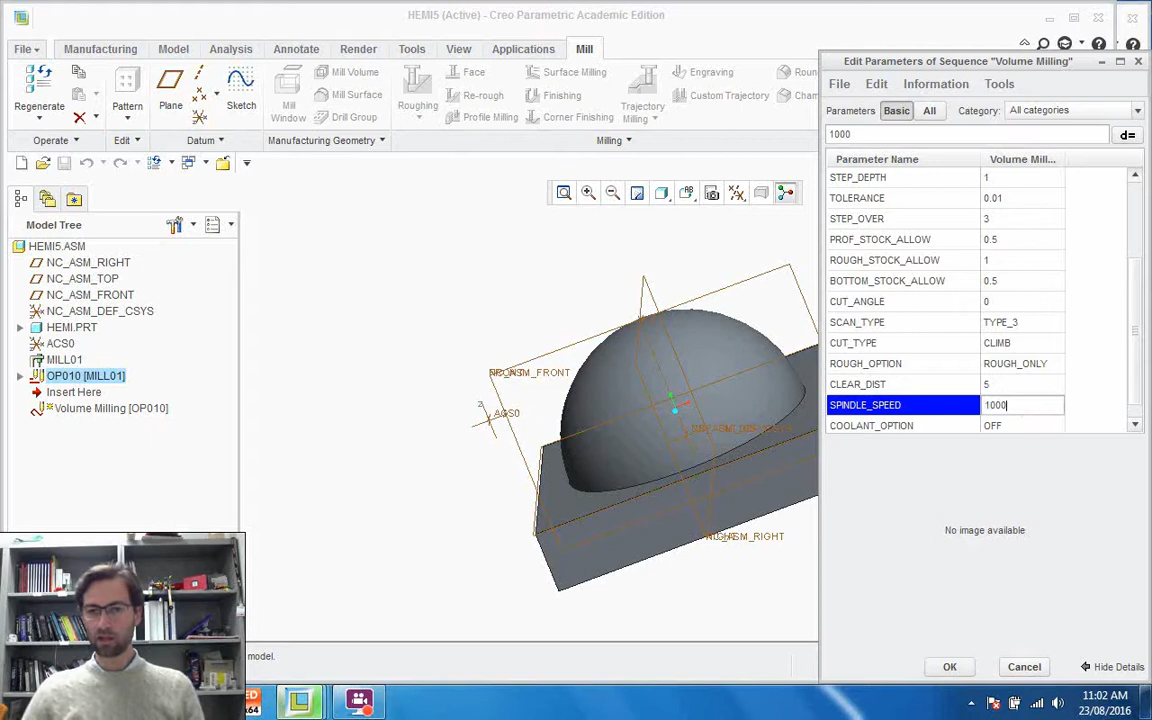 HEMI5 (Active) - Creo Parametric Academic Edition
File
Manufacturing
Model
Analysis
Annotate
Render
Tools
View
Applications
Mill
Regenerate
Pattern
Plane
Sketch
Mill Window
Mill Volume
Mill Surface
Drill Group
Roughing
Face
Re-rough
Profile Milling
Surface Milling
Finishing
Corner Finishing
Trajectory Milling
Engraving
Custom Trajectory
Operate
Edit
Datum
Manufacturing Geometry
Milling
Model Tree
HEMI5.ASM
NC_ASM_RIGHT
NC_ASM_TOP
NC_ASM_FRONT
NC_ASM_DEF_CSYS
HEMI.PRT
ACS0
MILL01
OP010 [MILL01]
Insert Here
Volume Milling [OP010]
ACS0
Z
model.
Edit Parameters of Sequence "Volume Milling"
File Edit Information Tools
Parameters Basic All Category: All categories
1000
d=
Parameter Name Volume Mill...
STEP_DEPTH 1
TOLERANCE 0.01
STEP_OVER 3
PROF_STOCK_ALLOW 0.5
ROUGH_STOCK_ALLOW 1
BOTTOM_STOCK_ALLOW 0.5
CUT_ANGLE 0
SCAN_TYPE TYPE_3
CUT_TYPE CLIMB
ROUGH_OPTION ROUGH_ONLY
CLEAR_DIST 5
SPINDLE_SPEED 1000
COOLANT_OPTION OFF
No image available
OK Cancel Hide Details
x64
11:02 AM
23/08/2016